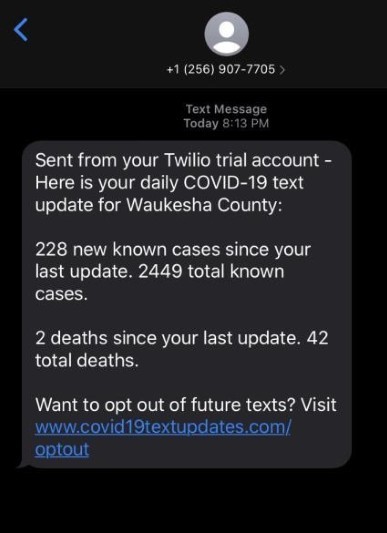 +1 (256) 907-7705 >
Text Message
Today 8:13 PM
Sent from your Twilio trial account -
Here is your daily COVID-19 text
update for Waukesha County:
228 new known cases since your
last update. 2449 total known
cases.
2 deaths since your last update. 42
total deaths.
Want to opt out of future texts? Visit
www.covid19textupdates.com/
optout